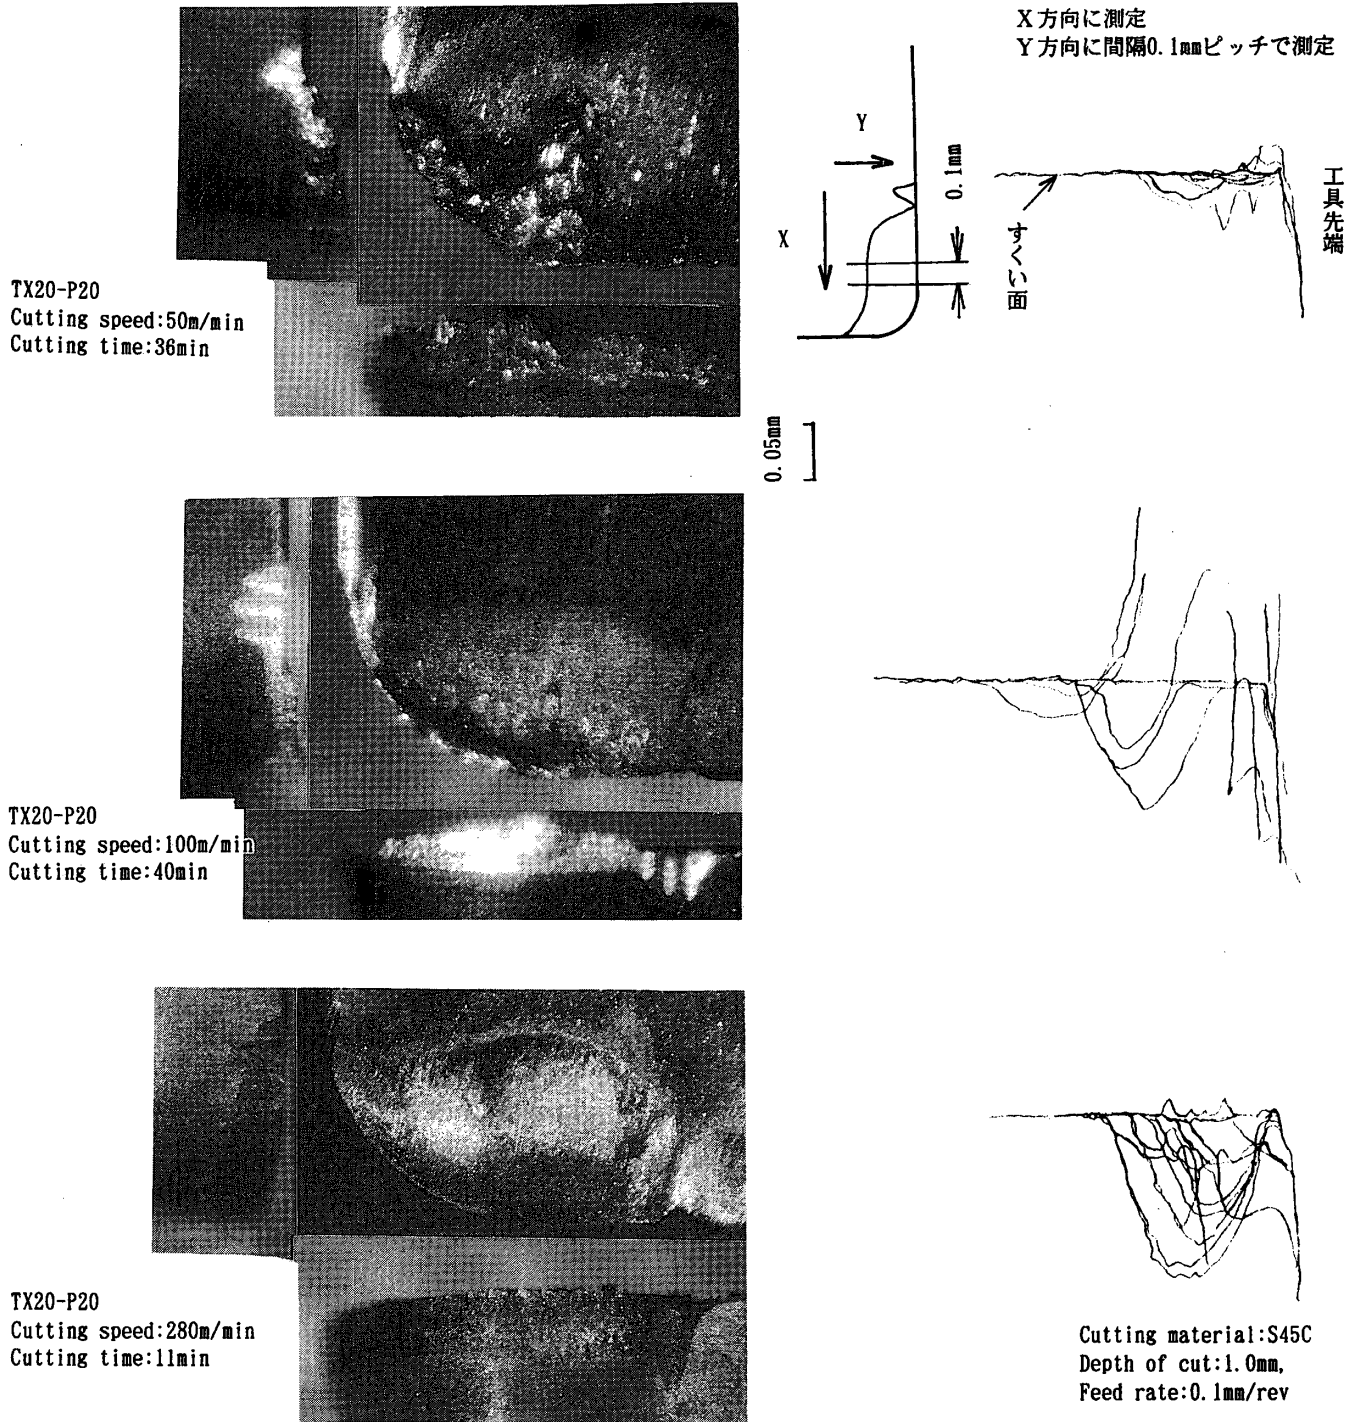 X方向に測定
Y方向に間隔0.1mmピッチで測定
Y
0.1mm
X
すくい面
工具先端
TX20-P20
Cutting speed:50m/min
Cutting time:36min
0.05mm
TX20-P20
Cutting speed:100m/min
Cutting time:40min
TX20-P20
Cutting speed:280m/min
Cutting time:11min
Cutting material:S45C
Depth of cut:1.0mm,
Feed rate:0.1mm/rev